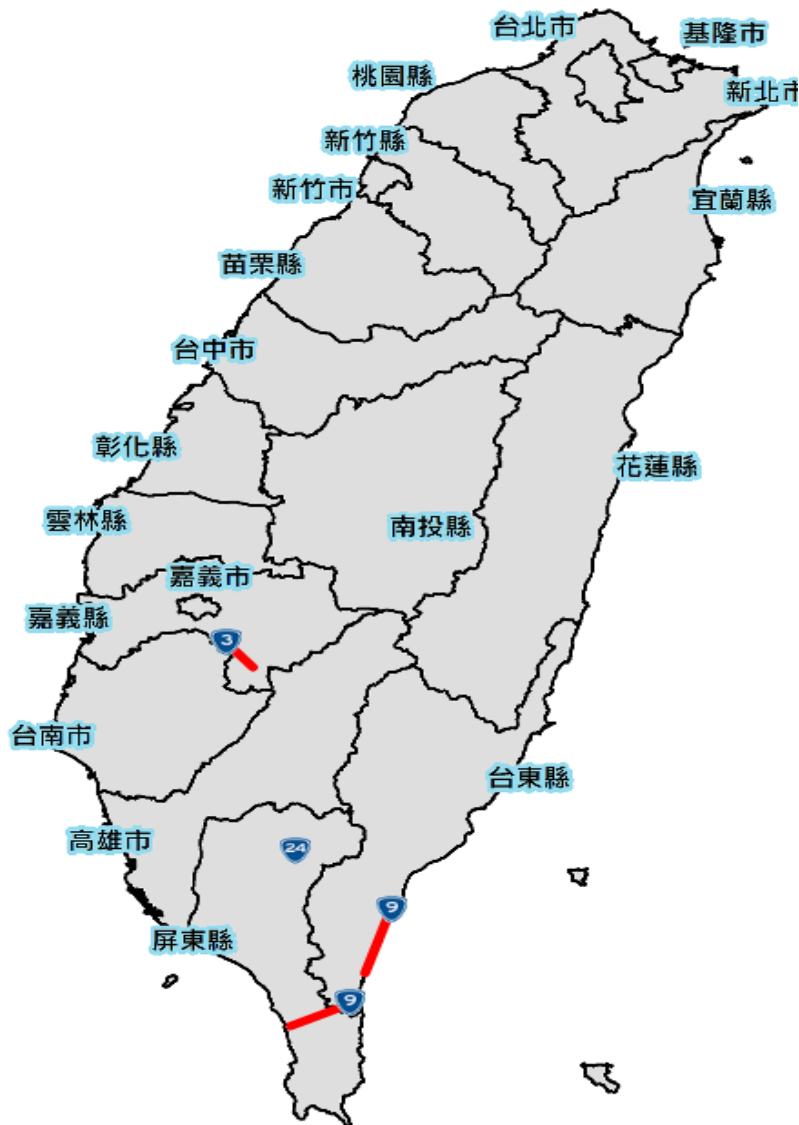 台北市
基隆市
桃園縣
新北市
新竹縣
新竹市
宜蘭縣
苗栗縣
台中市
彰化縣
花蓮縣
雲林縣
南投縣
嘉義市
嘉義縣
3
台南市
台東縣
高雄市
24
9
屏東縣
9